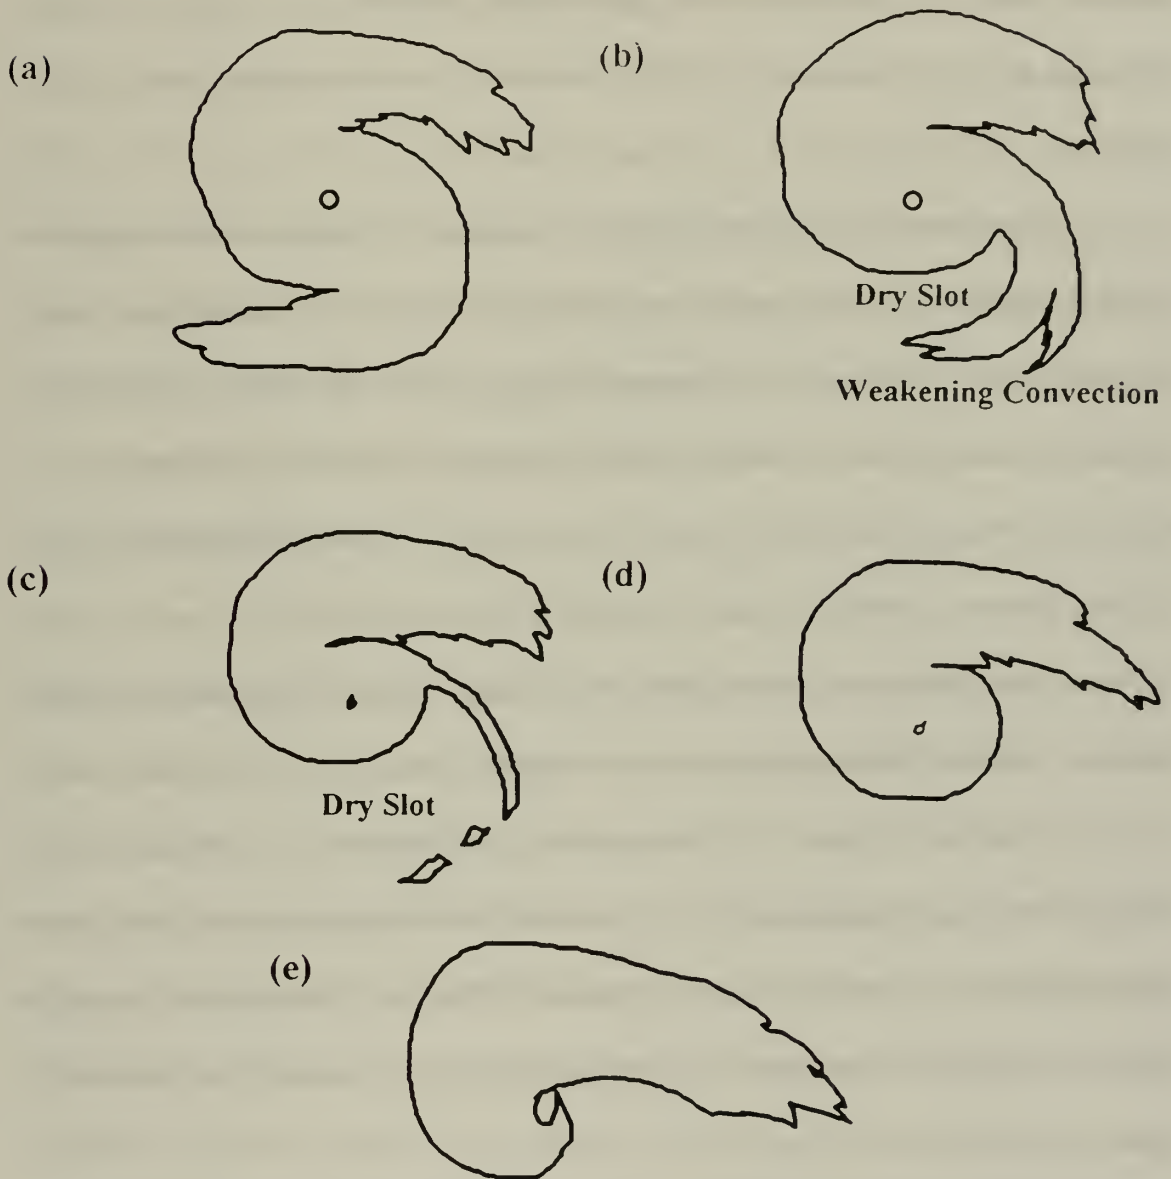 (a)
(b)
Dry Slot
Weakening Convection
(c)
(d)
Dry Slot
(e)